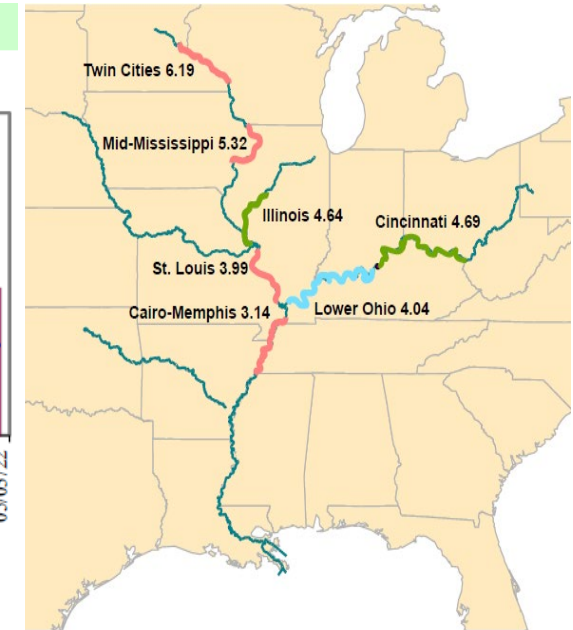 Twin Cities 6.19
Mid-Mississippi 5.32
Illinois 4.64
Cincinnati 4.69
St. Louis 3.99
Cairo-Memphis 3.14
Lower Ohio 4.04